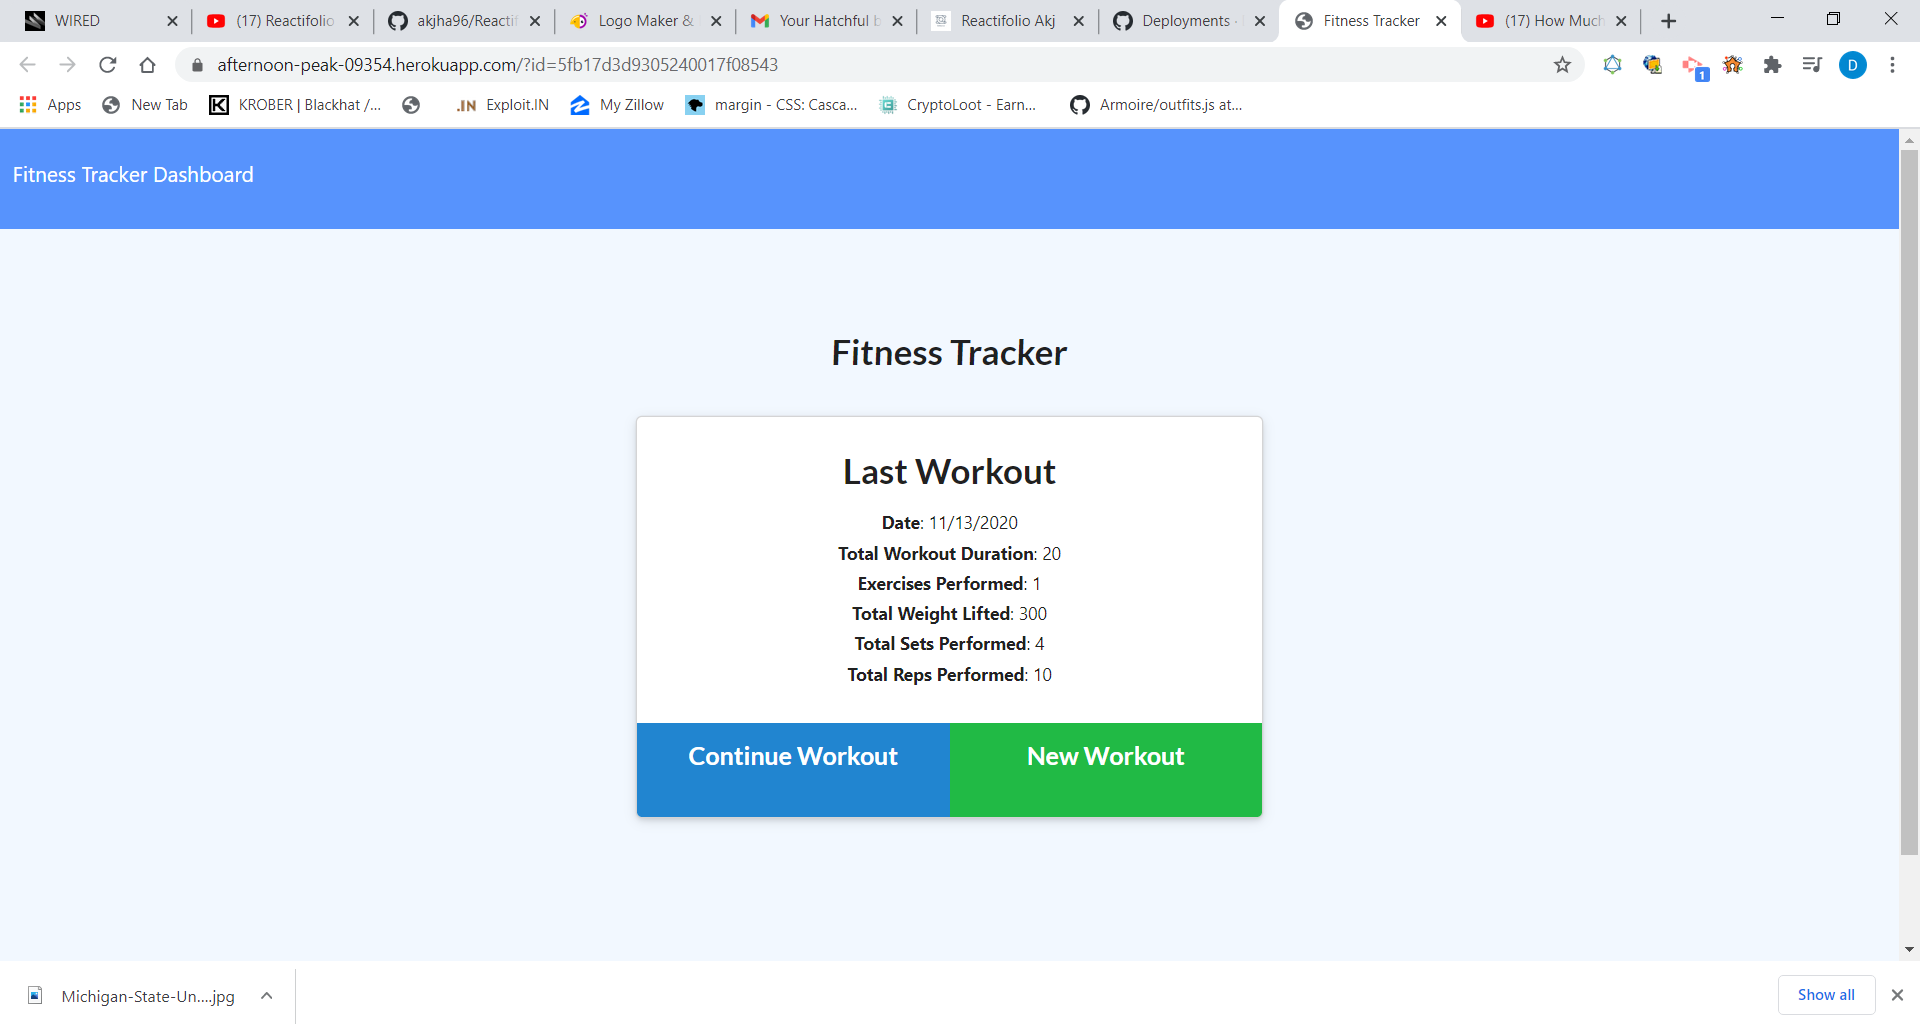 WIRED
(17) Reactifolio
akjha96/Reactif
Logo Maker &
Your Hatchful b
Reactifolio Akj
Deployments ·
Fitness Tracker
(17) How Much
afternoon-peak-09354.herokuapp.com/?id=5fb17d3d9305240017f08543
1
D
Apps
New Tab
KROBER | Blackhat /...
.IN Exploit.IN
My Zillow
margin - CSS: Casca...
CryptoLoot - Earn...
Armoire/outfits.js at...
Fitness Tracker Dashboard
Fitness Tracker
Last Workout
Date: 11/13/2020
Total Workout Duration: 20
Exercises Performed: 1
Total Weight Lifted: 300
Total Sets Performed: 4
Total Reps Performed: 10
Continue Workout
New Workout
Michigan-State-Un....jpg
Show all